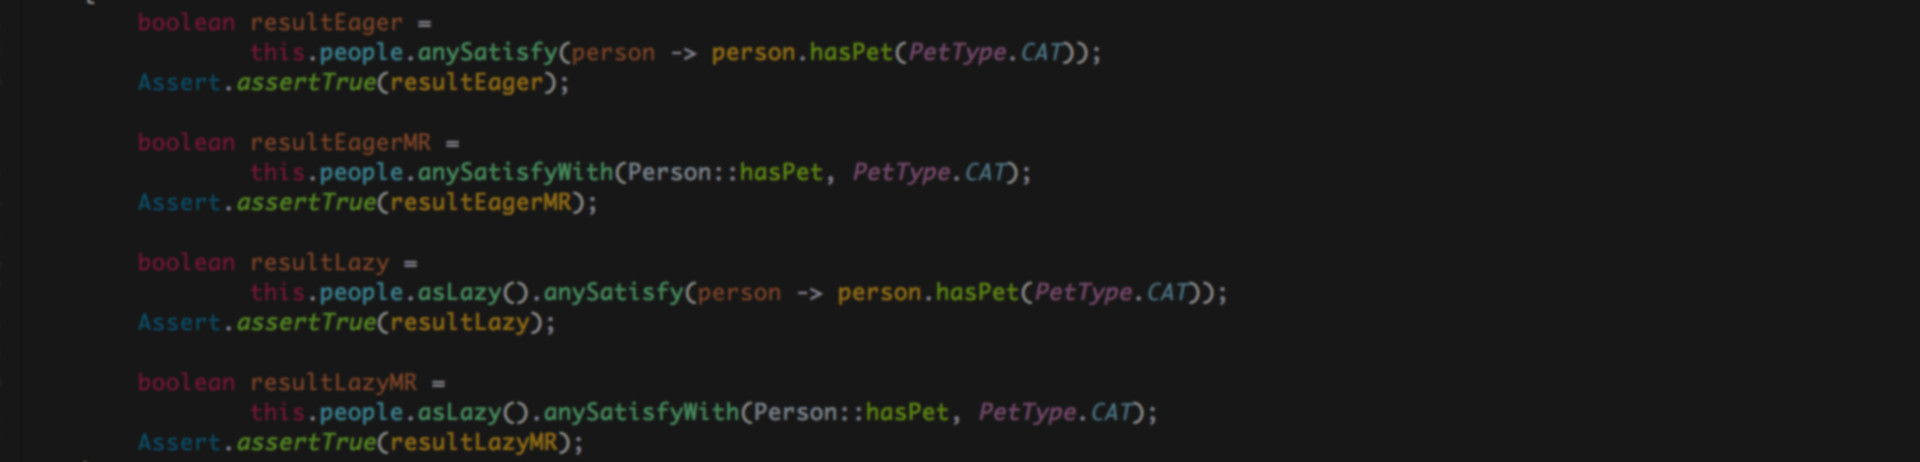 boolean resultEager =
this.people.anySatisfy(person -> person.hasPet(PetType.CAT));
Assert.assertTrue(resultEager);
boolean resultEagerMR =
this.people.anySatisfyWith(Person::hasPet, PetType.CAT);
Assert.assertTrue(resultEagerMR);
boolean resultLazy =
this.people.asLazy().anySatisfy(person -> person.hasPet(PetType.CAT));
Assert.assertTrue(resultLazy);
boolean resultLazyMR =
this.people.asLazy().anySatisfyWith(Person::hasPet, PetType.CAT);
Assert.assertTrue(resultLazyMR);